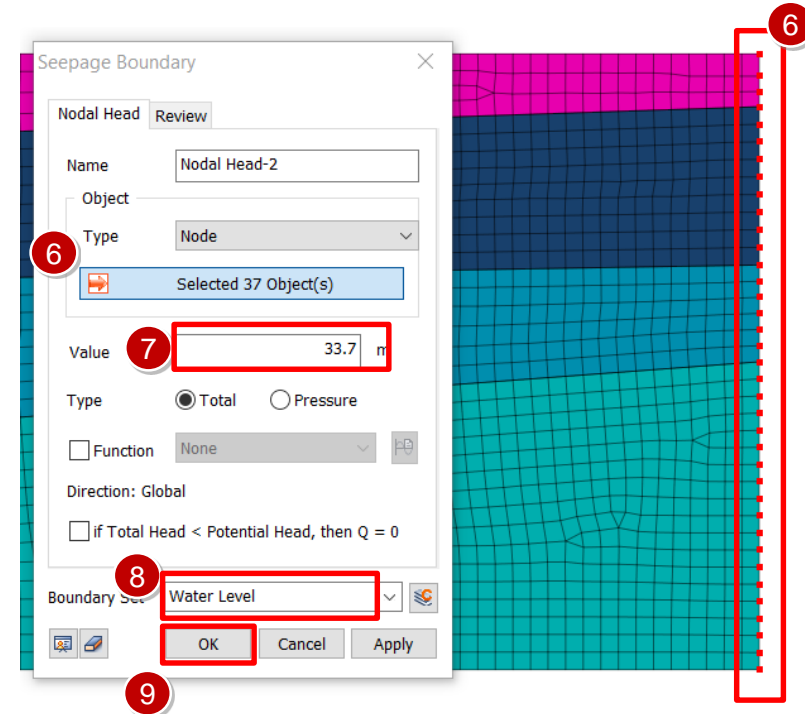 6
Seepage Boundary
Nodal Head Review
Name Nodal Head-2
Object
Type Node
6
Selected 37 Object(s)
Value 7 33.7 m
Type Total Pressure
Function None
Direction: Global
if Total Head < Potential Head, then Q = 0
8
Boundary Set Water Level
OK Cancel Apply
9